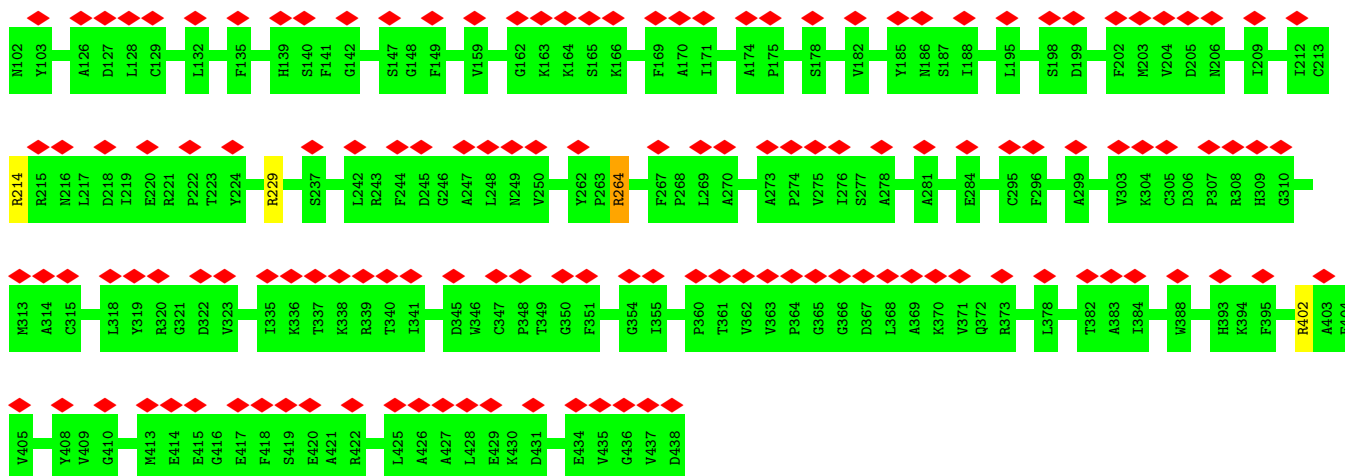 N102 Y103 A126 D127 L128 C129 L132 F135 H139 S140 F141 G142 S147 G148 F149 V159 G162 K163 K164 S165 K166 F169 A170 I171 A174 P175 S178 V182 Y185 N186 S187 I188 L195 S198 D199 F202 M203 V204 D205 N206 I209 I212 C213
R214 R215 N216 L217 D218 I219 E220 R221 P222 T223 Y224 R229 S237 L242 R243 F244 D245 G246 A247 L248 N249 V250 Y262 P263 R264 F267 P268 L269 A270 A273 P274 V275 I276 S277 A278 A281 E284 C295 F296 A299 V303 K304 C305 D306 P307 R308 H309 G310
M313 A314 C315 L318 Y319 R320 G321 D322 V323 I335 K336 T337 K338 R339 T340 T341 D345 W346 C347 P348 T349 G350 F351 G354 I355 P360 T361 V362 V363 P364 G365 G366 D367 L368 A369 K370 V371 Q372 R373 L378 T382 A383 I384 W388 H393 K394 F395 R402 A403 E404
V405 Y408 V409 G410 M413 E414 E415 G416 E417 F418 S419 E420 A421 R422 L425 A426 A427 L428 E429 K430 D431 E434 V435 G436 V437 D438